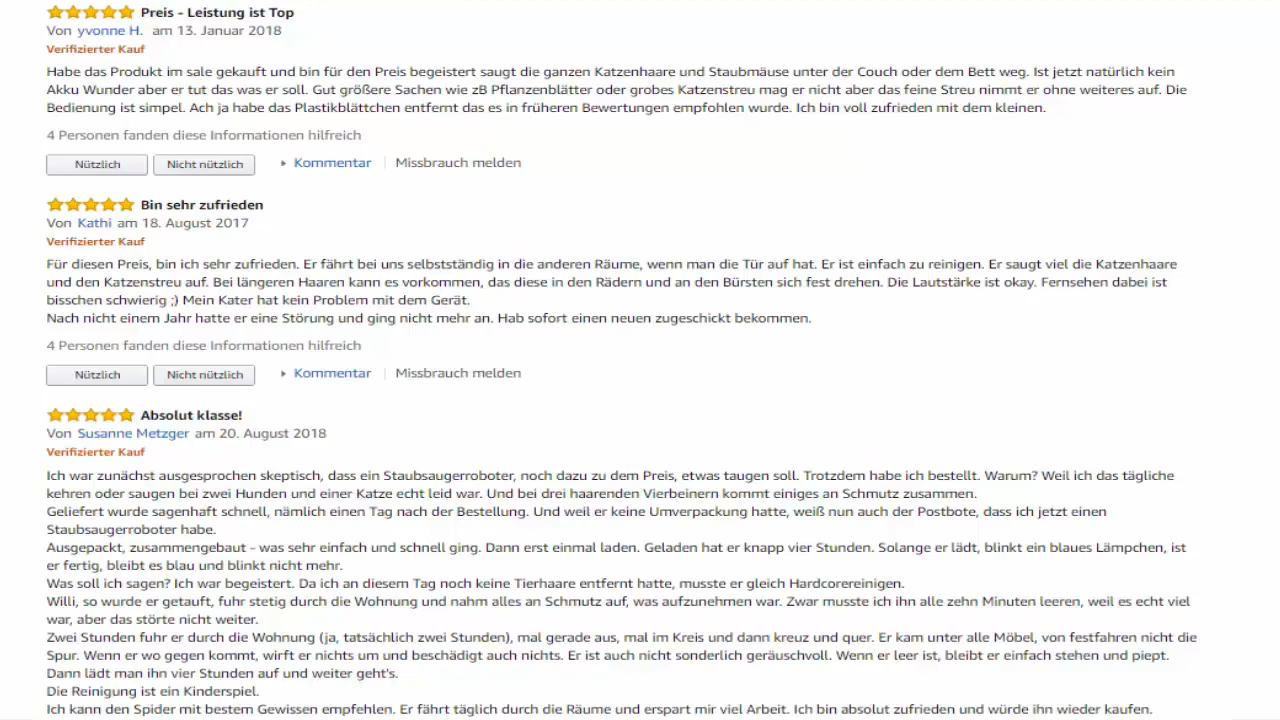 Preis - Leistung ist Top
Von yvonne H. am 13. Januar 2018
Verifizierter Kauf
Habe das Produkt im sale gekauft und bin für den Preis begeistert saugt die ganzen Katzenhaare und Staubmäuse unter der Couch oder dem Bett weg. Ist jetzt natürlich kein
Akku Wunder aber er tut das was er soll. Gut größere Sachen wie zB Pflanzenblätter oder grobes Katzenstreu mag er nicht aber das feine Streu nimmt er ohne weiteres auf. Die
Bedienung ist simpel. Ach ja habe das Plastikblättchen entfernt das es in früheren Bewertungen empfohlen wurde. Ich bin voll zufrieden mit dem kleinen.
4 Personen fanden diese Informationen hilfreich
Nützlich Nicht nützlich Kommentar Missbrauch melden
Bin sehr zufrieden
Von Kathi am 18. August 2017
Verifizierter Kauf
Für diesen Preis, bin ich sehr zufrieden. Er fährt bei uns selbstständig in die anderen Räume, wenn man die Tür auf hat. Er ist einfach zu reinigen. Er saugt viel die Katzenhaare
und den Katzenstreu auf. Bei längeren Haaren kann es vorkommen, das diese in den Rädern und an den Bürsten sich fest drehen. Die Lautstärke ist okay. Fernsehen dabei ist
bisschen schwierig ;) Mein Kater hat kein Problem mit dem Gerät.
Nach nicht einem Jahr hatte er eine Störung und ging nicht mehr an. Hab sofort einen neuen zugeschickt bekommen.
4 Personen fanden diese Informationen hilfreich
Nützlich Nicht nützlich Kommentar Missbrauch melden
Absolut klasse!
Von Susanne Metzger am 20. August 2018
Verifizierter Kauf
Ich war zunächst ausgesprochen skeptisch, dass ein Staubsaugerroboter, noch dazu zu dem Preis, etwas taugen soll. Trotzdem habe ich bestellt. Warum? Weil ich das tägliche
kehren oder saugen bei zwei Hunden und einer Katze echt leid war. Und bei drei haarenden Vierbeinern kommt einiges an Schmutz zusammen.
Geliefert wurde sagenhaft schnell, nämlich einen Tag nach der Bestellung. Und weil er keine Umverpackung hatte, weiß nun auch der Postbote, dass ich jetzt einen
Staubsaugerroboter habe.
Ausgepackt, zusammengebaut - was sehr einfach und schnell ging. Dann erst einmal laden. Geladen hat er knapp vier Stunden. Solange er lädt, blinkt ein blaues Lämpchen, ist
er fertig, bleibt es blau und blinkt nicht mehr.
Was soll ich sagen? Ich war begeistert. Da ich an diesem Tag noch keine Tierhaare entfernt hatte, musste er gleich Hardcorereinigen.
Willi, so wurde er getauft, fuhr stetig durch die Wohnung und nahm alles an Schmutz auf, was aufzunehmen war. Zwar musste ich ihn alle zehn Minuten leeren, weil es echt viel
war, aber das störte nicht weiter.
Zwei Stunden fuhr er durch die Wohnung (ja, tatsächlich zwei Stunden), mal gerade aus, mal im Kreis und dann kreuz und quer. Er kam unter alle Möbel, von festfahren nicht die
Spur. Wenn er wo gegen kommt, wirft er nichts um und beschädigt auch nichts. Er ist auch nicht sonderlich geräuschvoll. Wenn er leer ist, bleibt er einfach stehen und piept.
Dann lädt man ihn vier Stunden auf und weiter geht's.
Die Reinigung ist ein Kinderspiel.
Ich kann den Spider mit bestem Gewissen empfehlen. Er fährt täglich durch die Räume und erspart mir viel Arbeit. Ich bin absolut zufrieden und würde ihn wieder kaufen.